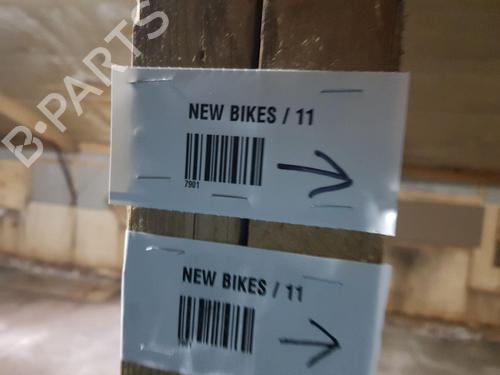 B-PARTS
NEW BIKES / 11
7901
NEW BIKES / 11